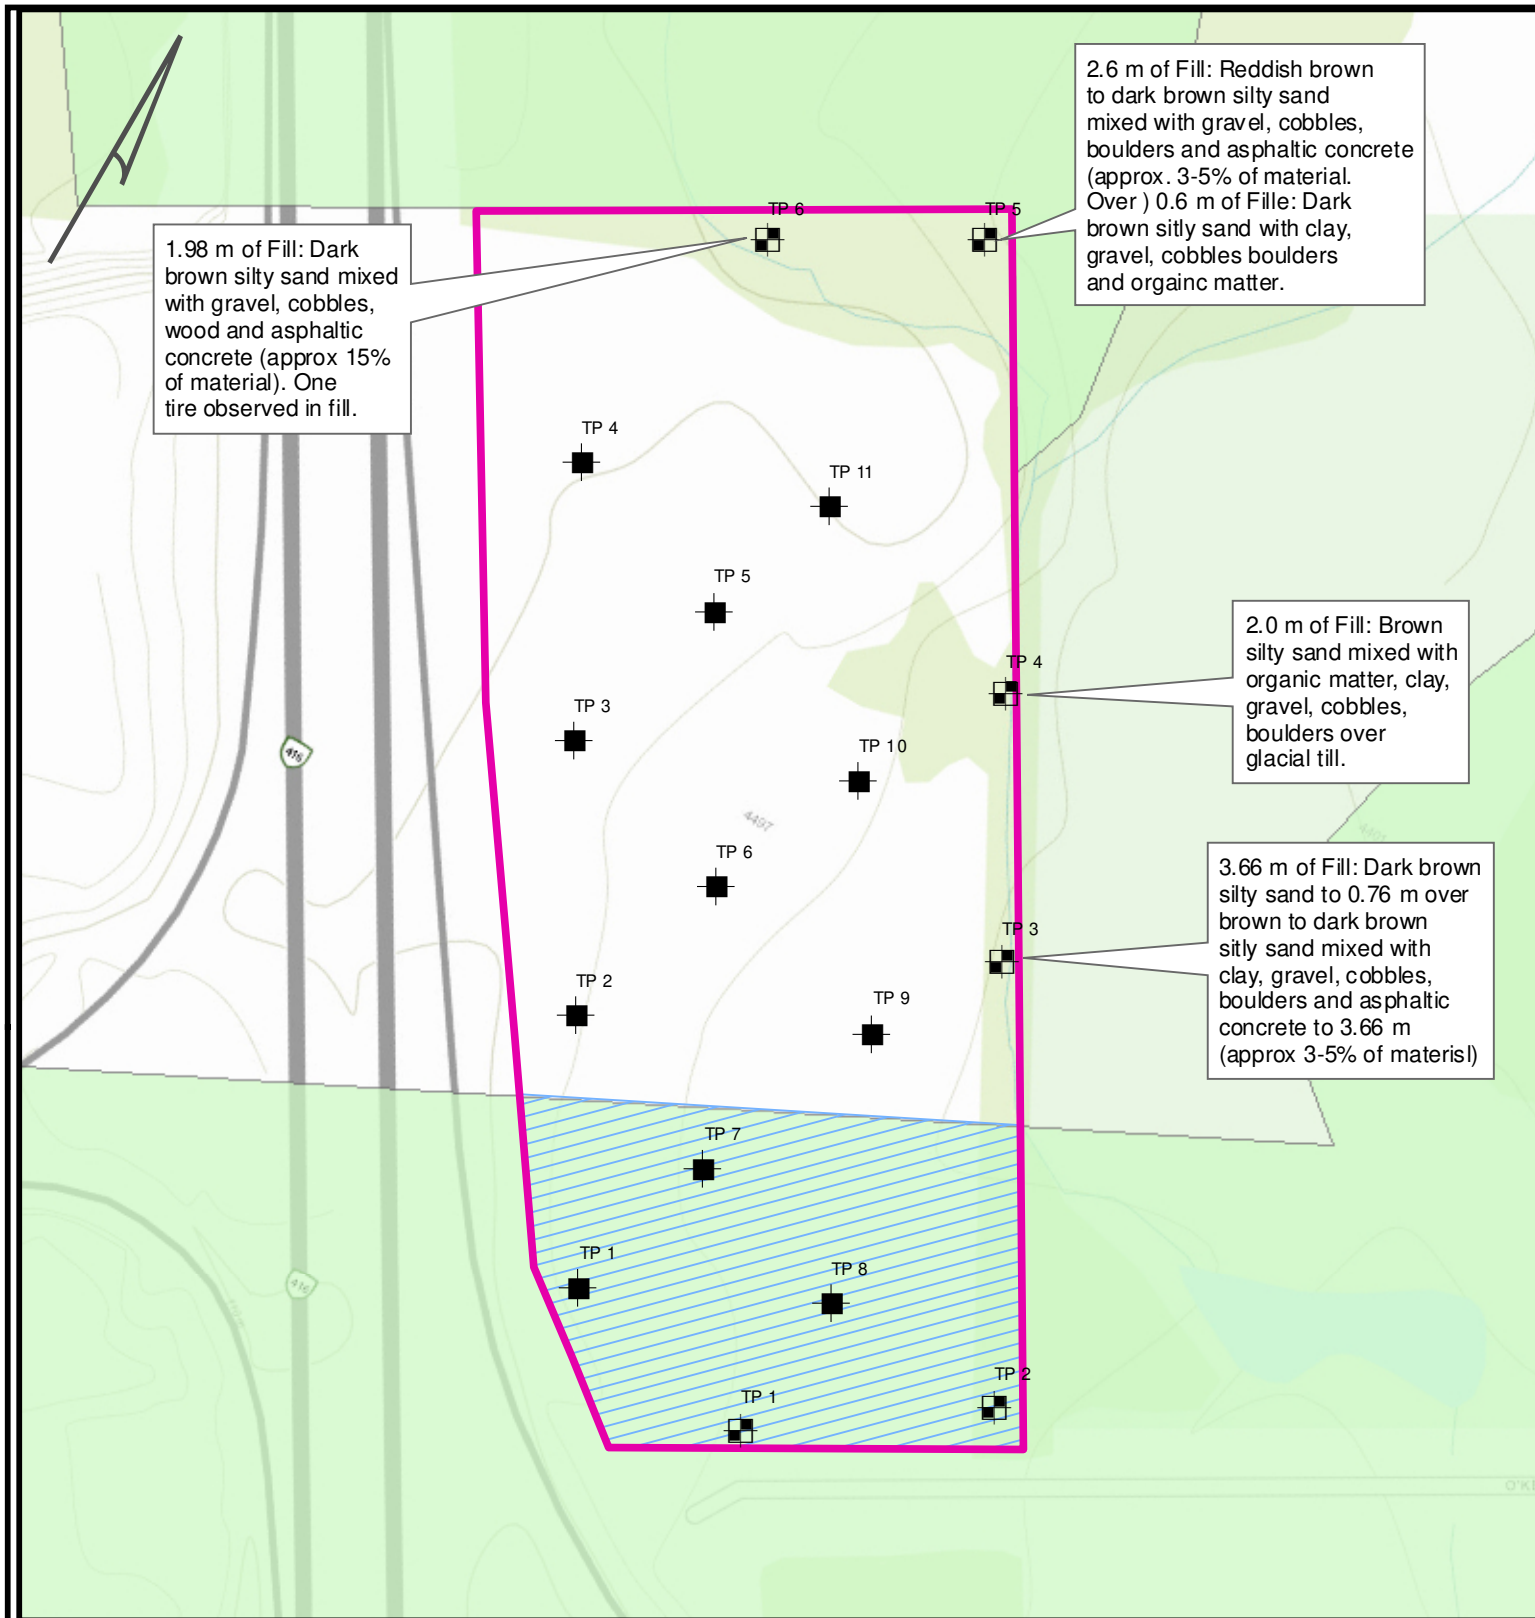 2.6 m of Fill: Reddish brown
to dark brown silty sand
mixed with gravel, cobbles,
boulders and asphaltic concrete
(approx. 3-5% of material.
Over ) 0.6 m of Fille: Dark
brown sitly sand with clay,
gravel, cobbles boulders
and orgainc matter.
TP 6
TP 5
1.98 m of Fill: Dark
brown silty sand mixed
with gravel, cobbles,
wood and asphaltic
concrete (approx 15%
of material). One
tire observed in fill.
TP 4
TP 11
TP 5
2.0 m of Fill: Brown
silty sand mixed with
organic matter, clay,
gravel, cobbles,
boulders over
glacial till.
TP 4
TP 3
TP 10
416
4497
4401
TP 6
3.66 m of Fill: Dark brown
silty sand to 0.76 m over
brown to dark brown
sitly sand mixed with
clay, gravel, cobbles,
boulders and asphaltic
concrete to 3.66 m
(approx 3-5% of materisl)
TP 3
TP 2
TP 9
TP 7
TP 1
TP 8
416
TP 2
TP 1
O'K